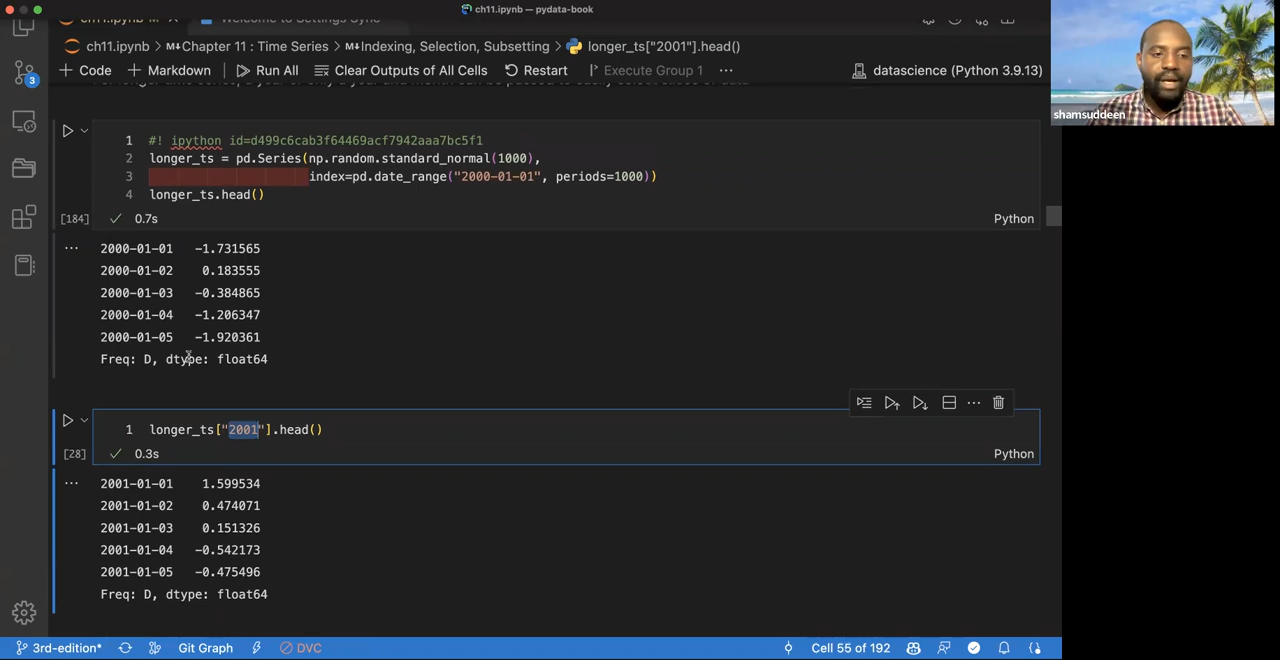 ch11.ipynb — pydata-book
ch11.ipynb M Welcome to Settings Sync
ch11.ipynb > M↓Chapter 11 : Time Series > M↓Indexing, Selection, Subsetting > longer_ts["2001"].head()
+ Code + Markdown Run All Clear Outputs of All Cells Restart Execute Group 1 ... datascience (Python 3.9.13)
shamsuddeen
3
1 #! ipython id=d499c6cab3f64469acf7942aaa7bc5f1
2 longer_ts = pd.Series(np.random.standard_normal(1000),
3 index=pd.date_range("2000-01-01", periods=1000))
4 longer_ts.head()
[184] ✓ 0.7s Python
... 2000-01-01 -1.731565
2000-01-02 0.183555
2000-01-03 -0.384865
2000-01-04 -1.206347
2000-01-05 -1.920361
Freq: D, dtype: float64
1 longer_ts["2001"].head()
[28] ✓ 0.3s Python
... 2001-01-01 1.599534
2001-01-02 0.474071
2001-01-03 0.151326
2001-01-04 -0.542173
2001-01-05 -0.475496
Freq: D, dtype: float64
3rd-edition* Git Graph DVC Cell 55 of 192